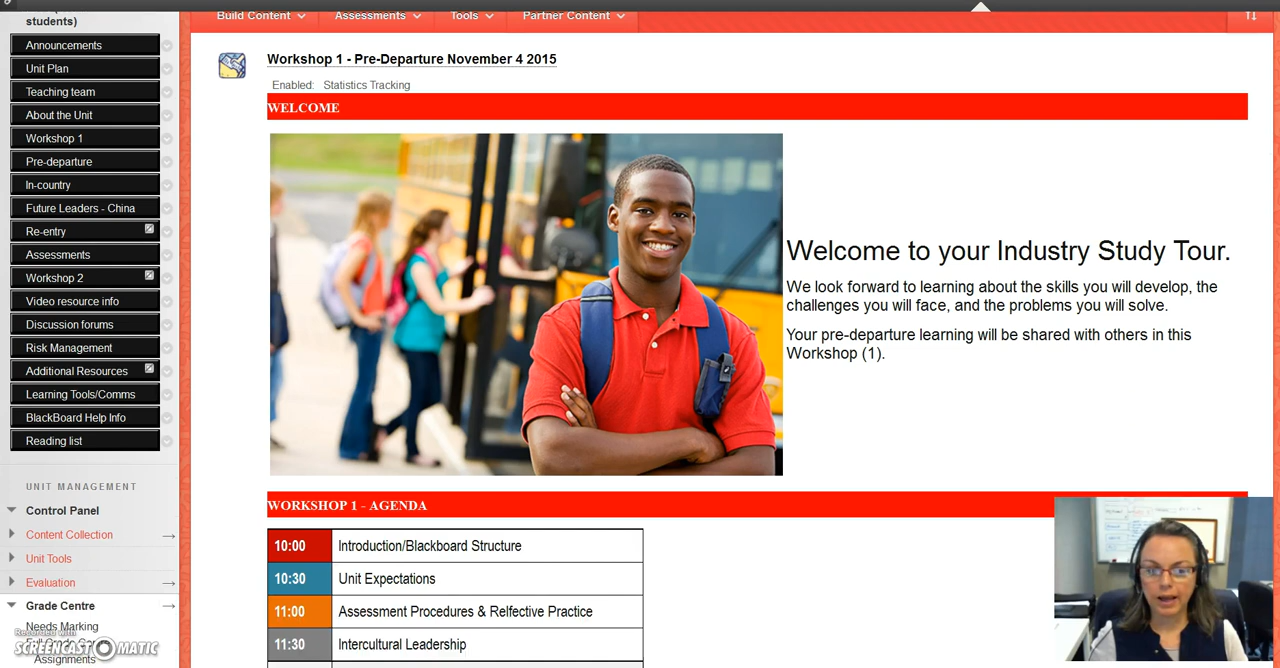 students)
Announcements
Unit Plan
Teaching team
About the Unit
Workshop 1
Pre-departure
In-country
Future Leaders - China
Re-entry
Assessments
Workshop 2
Video resource info
Discussion forums
Risk Management
Additional Resources
Learning Tools/Comms
BlackBoard Help Info
Reading list
UNIT MANAGEMENT
Control Panel
Content Collection
Unit Tools
Evaluation
Grade Centre
Needs Marking
Assignments
Recorded with
SCREENCAST-O-MATIC
Build Content
Assessments
Tools
Partner Content
Workshop 1 - Pre-Departure November 4 2015
Enabled: Statistics Tracking
WELCOME
Welcome to your Industry Study Tour.
We look forward to learning about the skills you will develop, the
challenges you will face, and the problems you will solve.
Your pre-departure learning will be shared with others in this
Workshop (1).
WORKSHOP 1 - AGENDA
10:00 Introduction/Blackboard Structure
10:30 Unit Expectations
11:00 Assessment Procedures & Relfective Practice
11:30 Intercultural Leadership